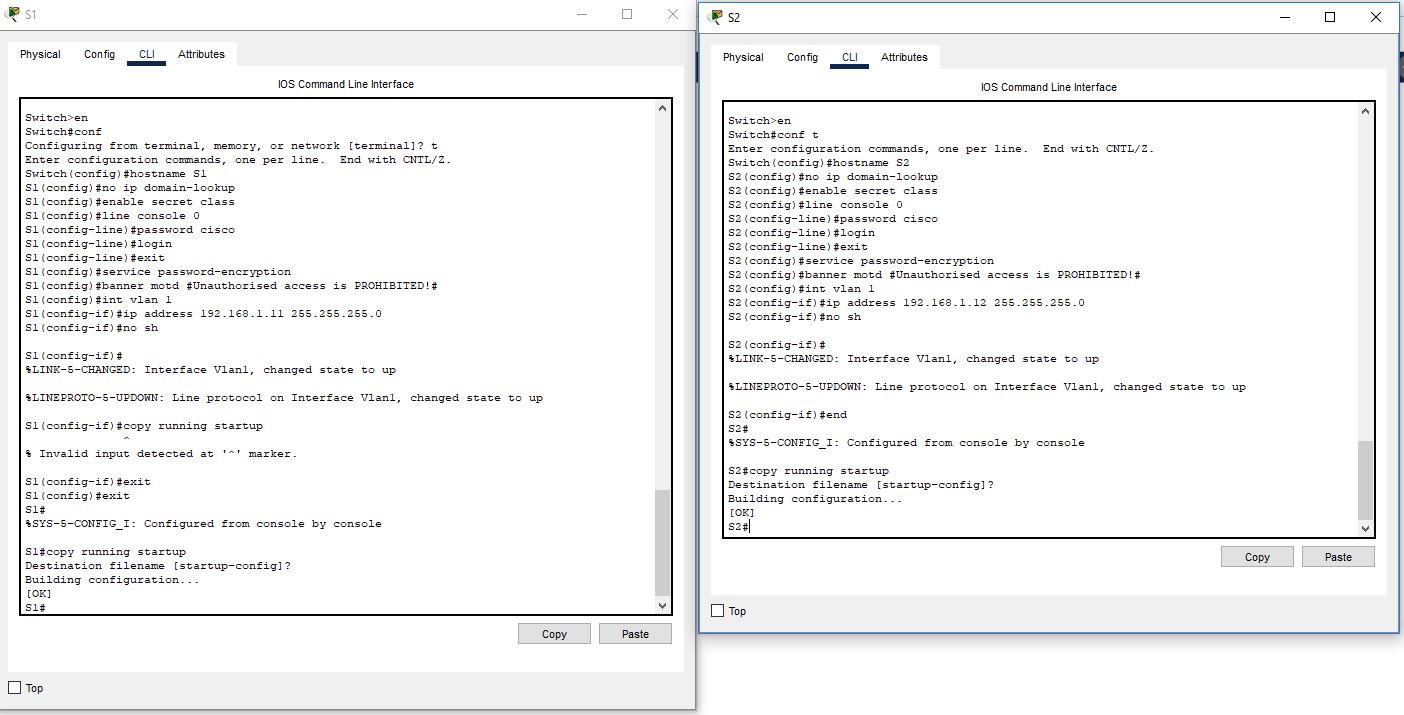 S1
Physical Config CLI Attributes
IOS Command Line Interface
Switch>en
Switch#conf
Configuring from terminal, memory, or network [terminal]? t
Enter configuration commands, one per line.  End with CNTL/Z.
Switch(config)#hostname S1
S1(config)#no ip domain-lookup
S1(config)#enable secret class
S1(config)#line console 0
S1(config-line)#password cisco
S1(config-line)#login
S1(config-line)#exit
S1(config)#service password-encryption
S1(config)#banner motd #Unauthorised access is PROHIBITED!#
S1(config)#int vlan 1
S1(config-if)#ip address 192.168.1.11 255.255.255.0
S1(config-if)#no sh
S1(config-if)#
%LINK-5-CHANGED: Interface Vlan1, changed state to up
%LINEPROTO-5-UPDOWN: Line protocol on Interface Vlan1, changed state to up
S1(config-if)#copy running startup
^
% Invalid input detected at '^' marker.
S1(config-if)#exit
S1(config)#exit
S1#
%SYS-5-CONFIG_I: Configured from console by console
S1#copy running startup
Destination filename [startup-config]?
Building configuration...
[OK]
S1#
Copy Paste
Top
S2
Physical Config CLI Attributes
IOS Command Line Interface
Switch>en
Switch#conf t
Enter configuration commands, one per line.  End with CNTL/Z.
Switch(config)#hostname S2
S2(config)#no ip domain-lookup
S2(config)#enable secret class
S2(config)#line console 0
S2(config-line)#password cisco
S2(config-line)#login
S2(config-line)#exit
S2(config)#service password-encryption
S2(config)#banner motd #Unauthorised access is PROHIBITED!#
S2(config)#int vlan 1
S2(config-if)#ip address 192.168.1.12 255.255.255.0
S2(config-if)#no sh
S2(config-if)#
%LINK-5-CHANGED: Interface Vlan1, changed state to up
%LINEPROTO-5-UPDOWN: Line protocol on Interface Vlan1, changed state to up
S2(config-if)#end
S2#
%SYS-5-CONFIG_I: Configured from console by console
S2#copy running startup
Destination filename [startup-config]?
Building configuration...
[OK]
S2#
Copy Paste
Top